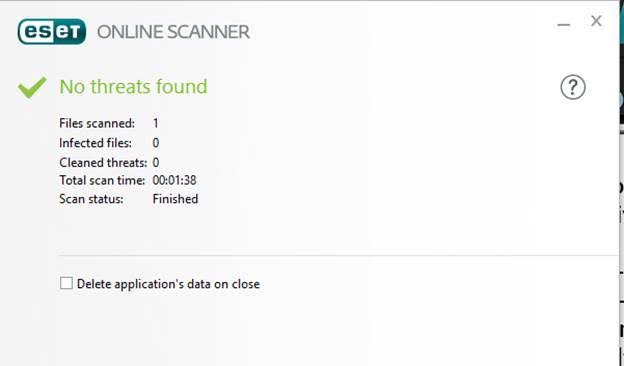 eset ONLINE SCANNER
No threats found
?
Files scanned: 1
Infected files: 0
Cleaned threats: 0
Total scan time: 00:01:38
Scan status: Finished
Delete application's data on close